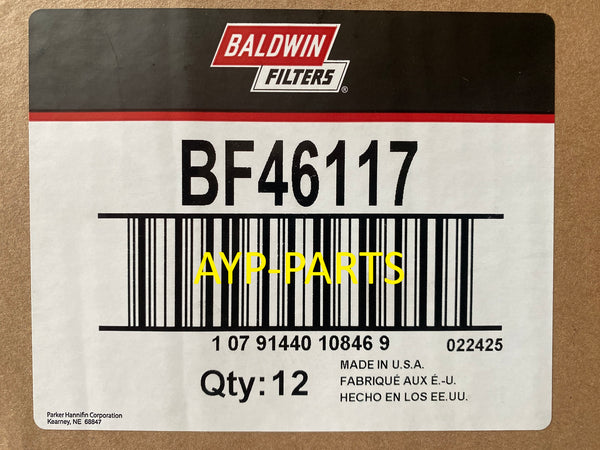 BALDWIN
FILTERS®
BF46117
AYP-PARTS
1 07 91440 10846 9
022425
Qty:12
MADE IN U.S.A.
FABRIQUÉ AUX É.-U.
HECHO EN LOS EE.UU.
Parker Hannifin Corporation
Kearney, NE 68847